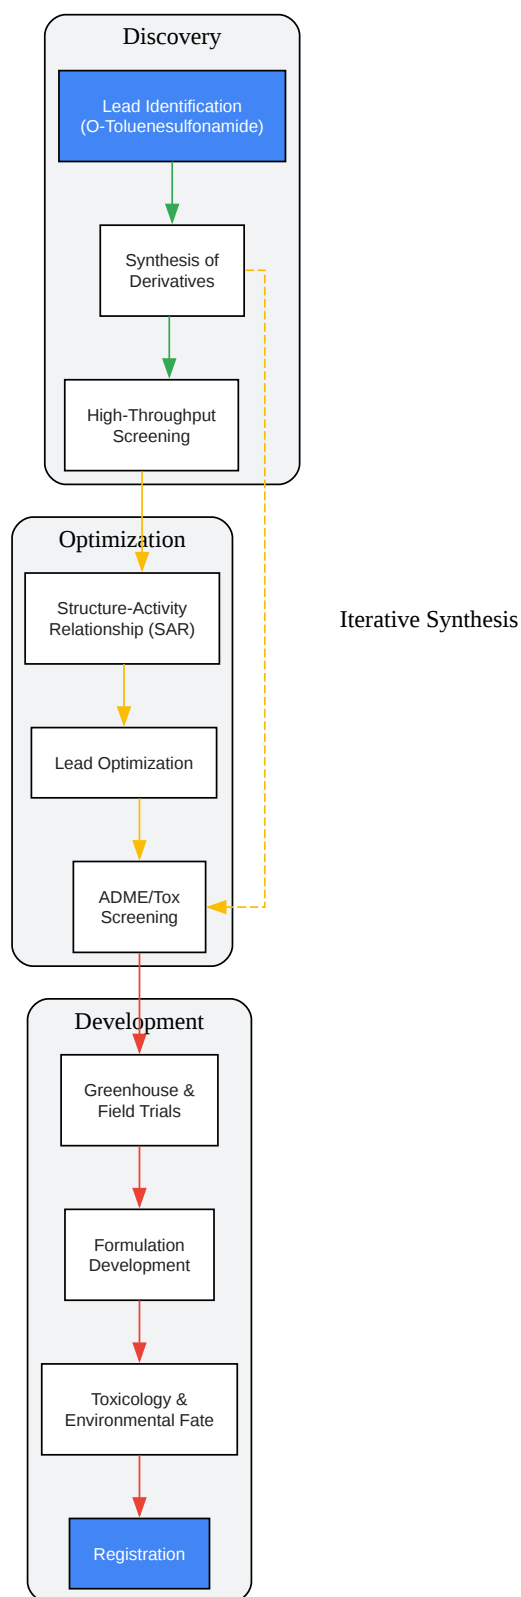 Discovery
Lead Identification
(O-Toluenesulfonamide)
Synthesis of
Derivatives
High-Throughput
Screening
Optimization
Structure-Activity
Relationship (SAR)
Iterative Synthesis
Lead Optimization
ADME/Tox
Screening
Development
Greenhouse &
Field Trials
Formulation
Development
Toxicology &
Environmental Fate
Registration